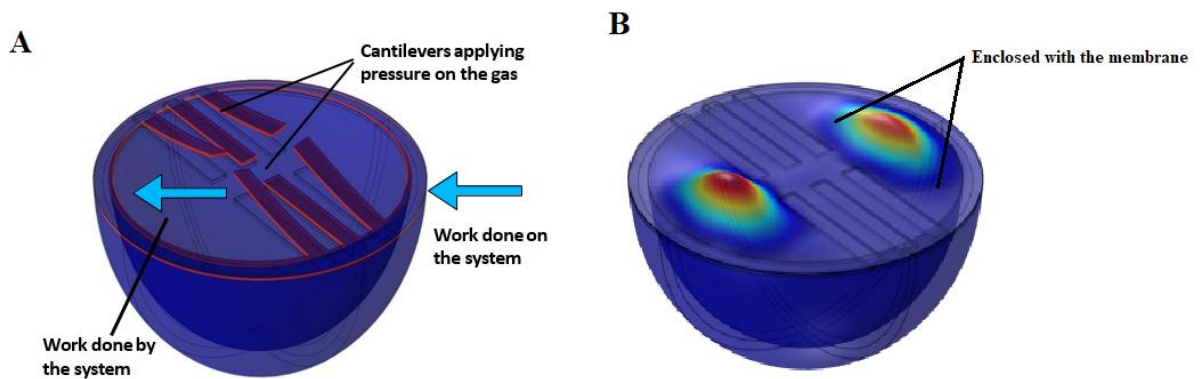 A
Cantilevers applying
pressure on the gas
Work done on
the system
Work done by
the system
B
Enclosed with the membrane